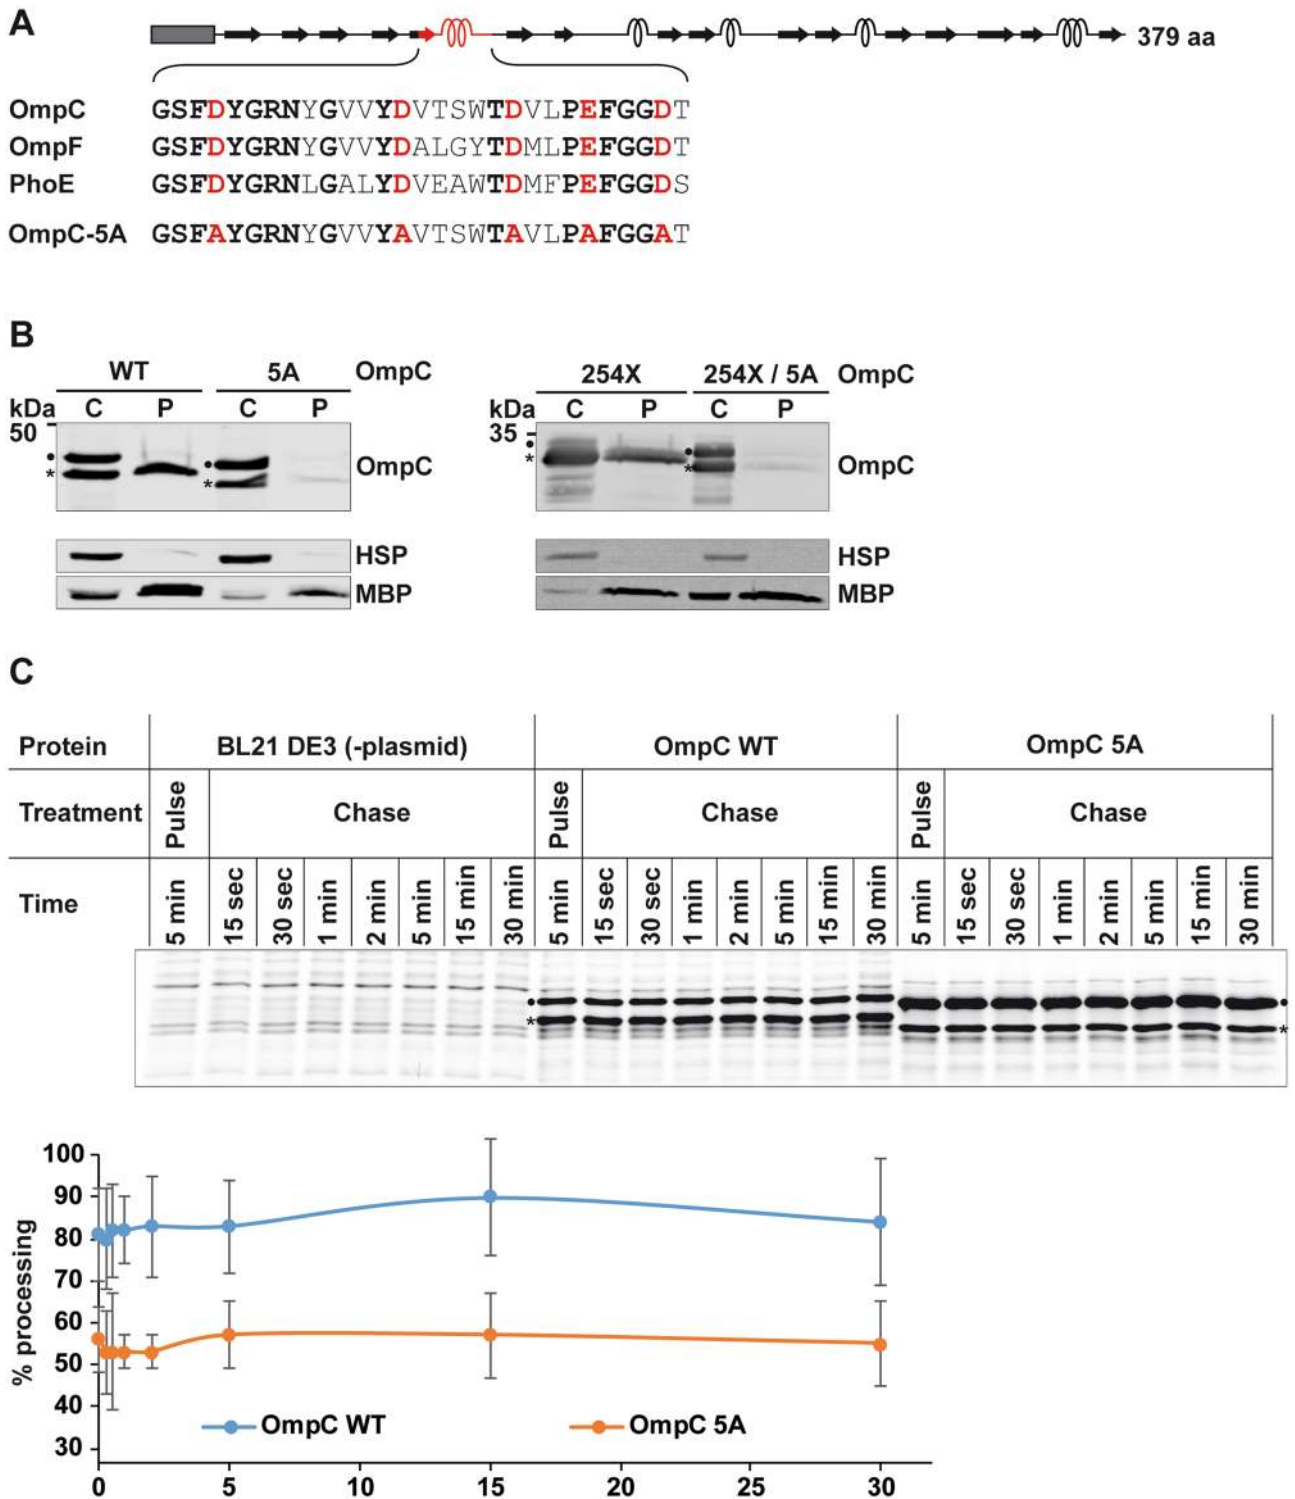 A
379 aa
OmpC GSFDYGRNYGVVYDVTSWTDVLPEFGGDT
OmpF GSFDYGRNYGVVYDALGYTDMLPEFGGDT
PhoE GSFDYGRNLGALYDVEAWTDMFPEFGGDS
OmpC-5A GSFAYGRNYGVVYAVTSWTAVLPAFGGAT
B
WT 5A OmpC
kDa C P C P
50
• • OmpC
* *
HSP
MBP
254X 254X / 5A OmpC
kDa C P C P
35
• • OmpC
* *
HSP
MBP
C
Protein BL21 DE3 (-plasmid) OmpC WT OmpC 5A
Treatment Pulse Chase Pulse Chase Pulse Chase
Time 5 min 15 sec 30 sec 1 min 2 min 5 min 15 min 30 min 5 min 15 sec 30 sec 1 min 2 min 5 min 15 min 30 min 5 min 15 sec 30 sec 1 min 2 min 5 min 15 min 30 min
• •
* *
% processing
100
90
80
70
60
50
40
30
OmpC WT OmpC 5A
0 5 10 15 20 25 30